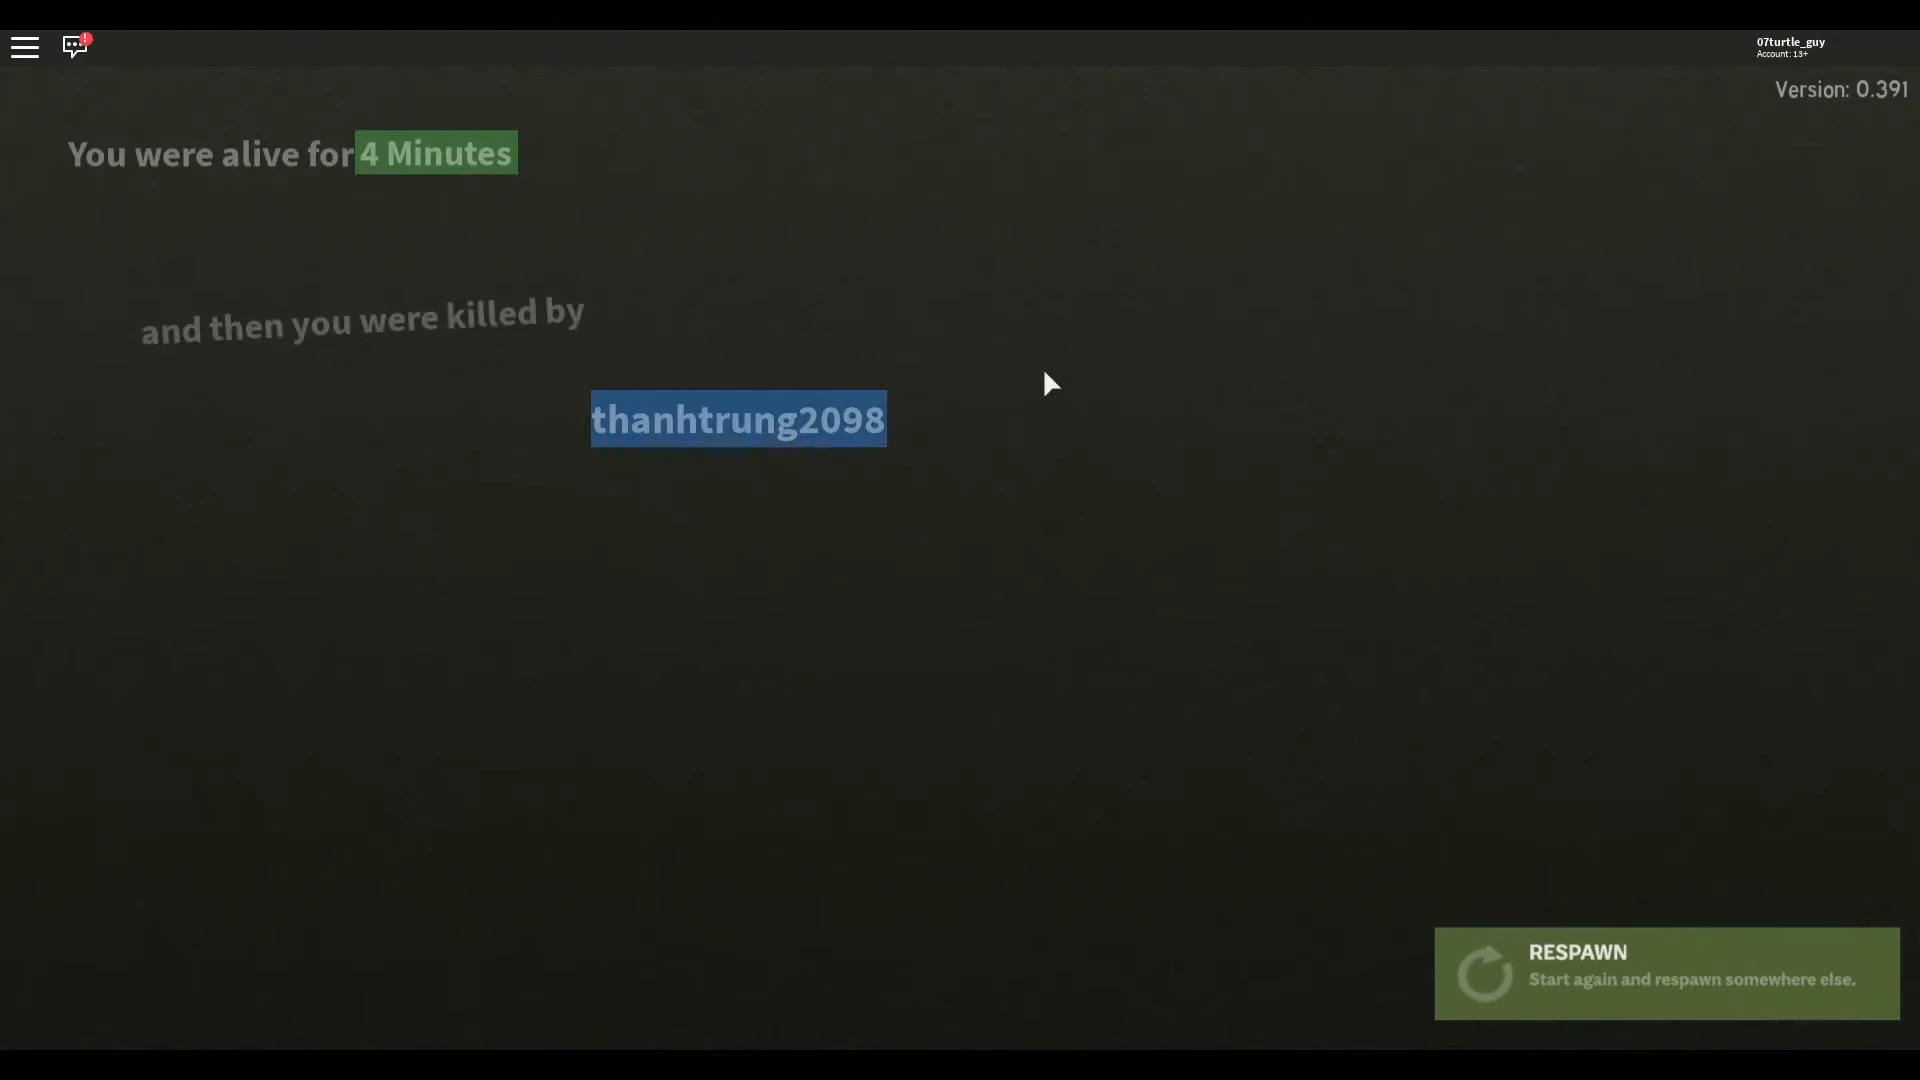 07turtle_guy
Account: 13+
Version: 0.391
You were alive for 4 Minutes
and then you were killed by
thanhtrung2098
RESPAWN
Start again and respawn somewhere else.